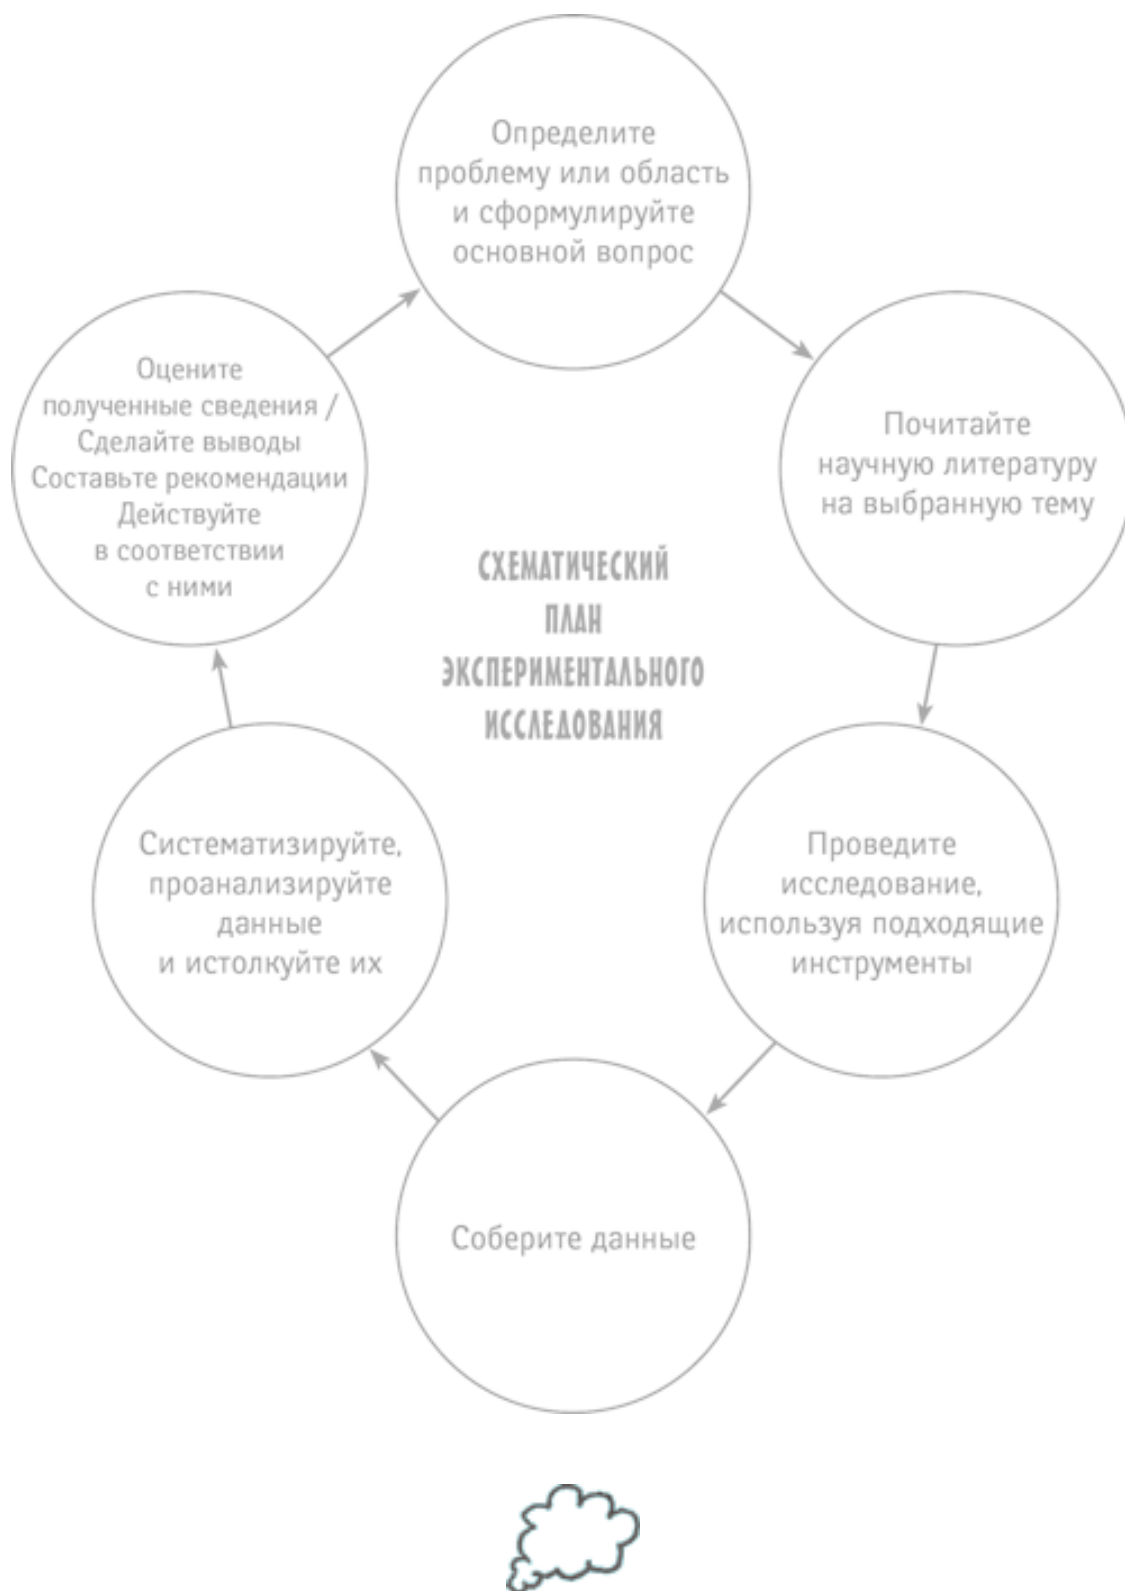 Определите
проблему или область
и сформулируйте
основной вопрос
Почитайте
научную литературу
на выбранную тему
Проведите
исследование,
используя подходящие
инструменты
Соберите данные
Систематизируйте,
проанализируйте
данные
и истолкуйте их
Оцените
полученные сведения /
Сделайте выводы
Составьте рекомендации
Действуйте
в соответствии
с ними
СХЕМАТИЧЕСКИЙ
ПЛАН
ЭКСПЕРИМЕНТАЛЬНОГО
ИССЛЕДОВАНИЯ